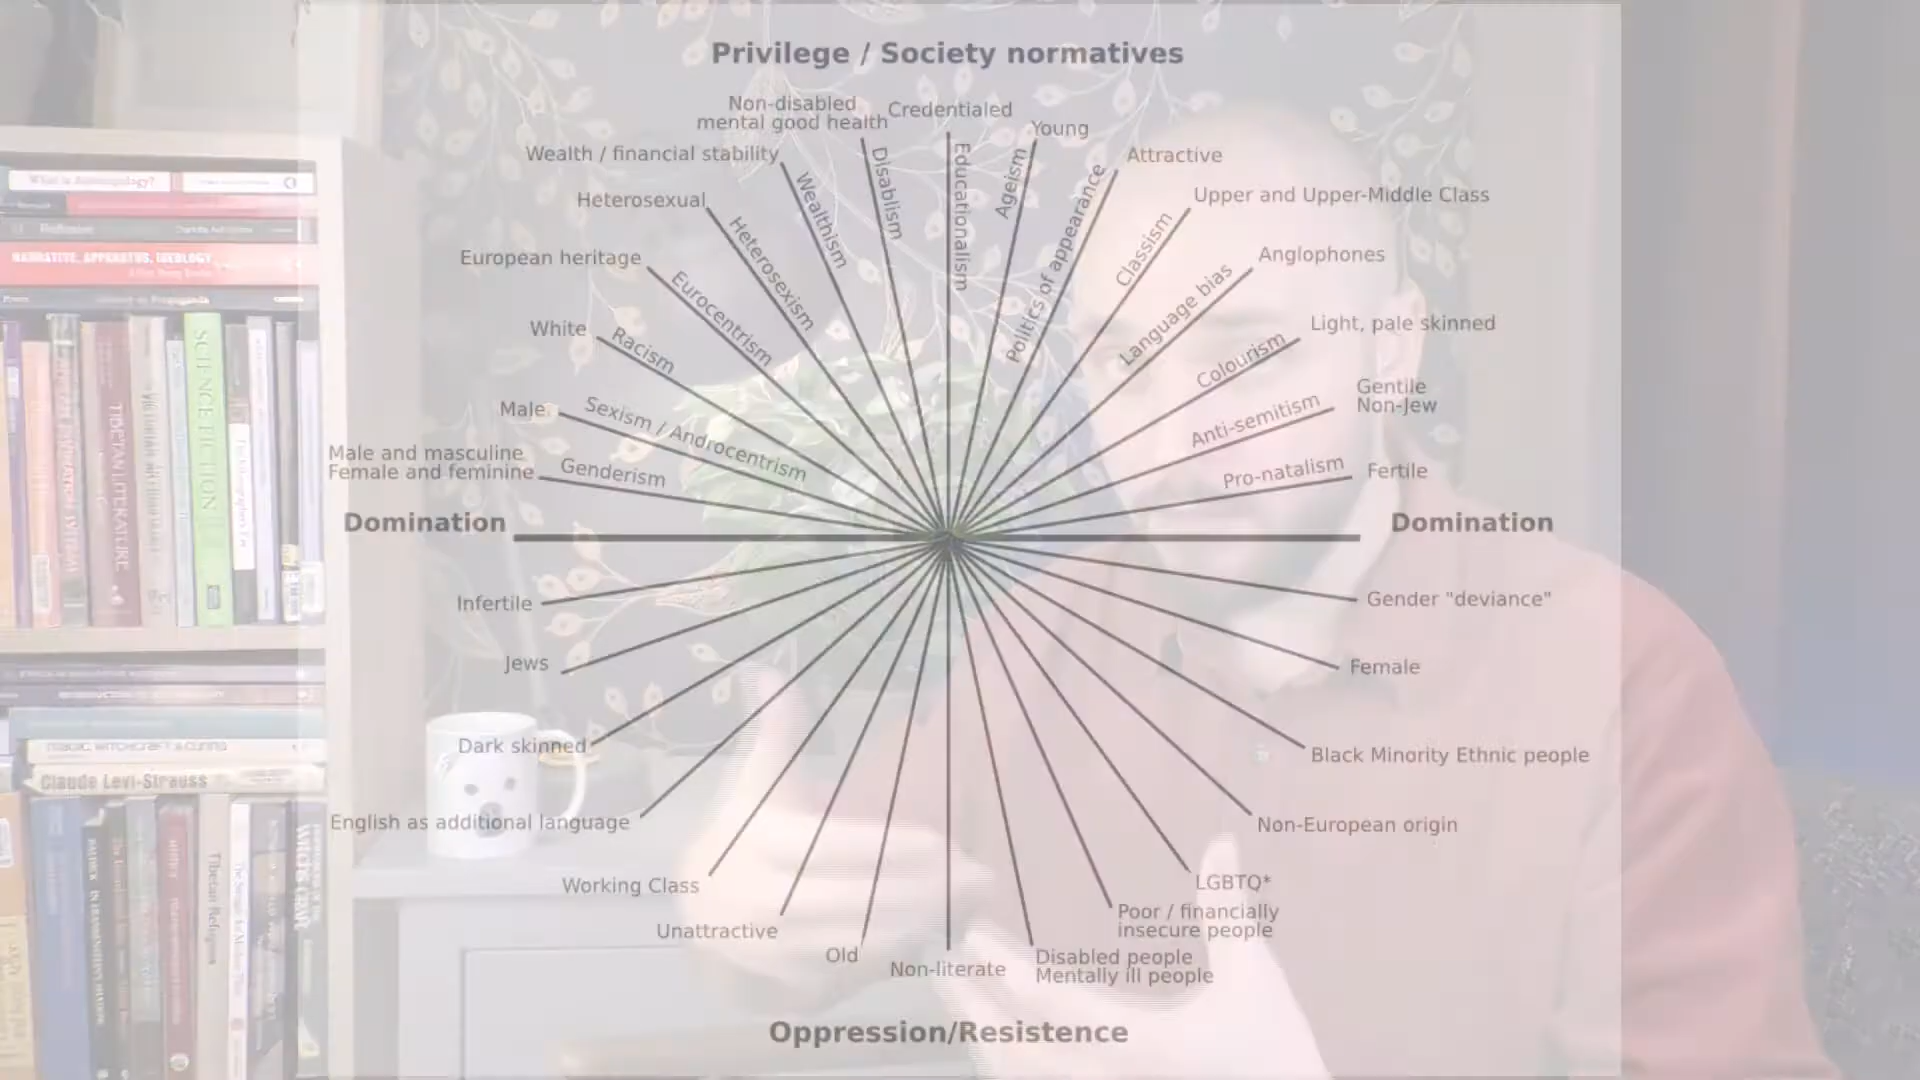 Privilege / Society normatives
Non-disabled
mental good health
Credentialed
Young
Wealth / financial stability
Attractive
Heterosexual
Upper and Upper-Middle Class
European heritage
Anglophones
White
Light, pale skinned
Male
Gentile
Non-Jew
Male and masculine
Female and feminine
Fertile
Genderism
Sexism / Androcentrism
Racism
Eurocentrism
Heterosexism
Wealthism
Disablism
Educationalism
Ageism
Politics of appearance
Classism
Language bias
Colourism
Anti-semitism
Pro-natalism
Domination
Domination
Infertile
Gender "deviance"
Jews
Female
Dark skinned
Black Minority Ethnic people
English as additional language
Non-European origin
Working Class
LGBTQ*
Unattractive
Poor / financially
insecure people
Old
Non-literate
Disabled people
Mentally ill people
Oppression/Resistence
What is Anthropology?
NARRATIVE, APPARATUS, IDEOLOGY
SCIENCE FICTION
TIBETAN LITERATURE
MAGIC, WITCHCRAFT & CURING
Claude Levi-Strauss
Tibetan Religions